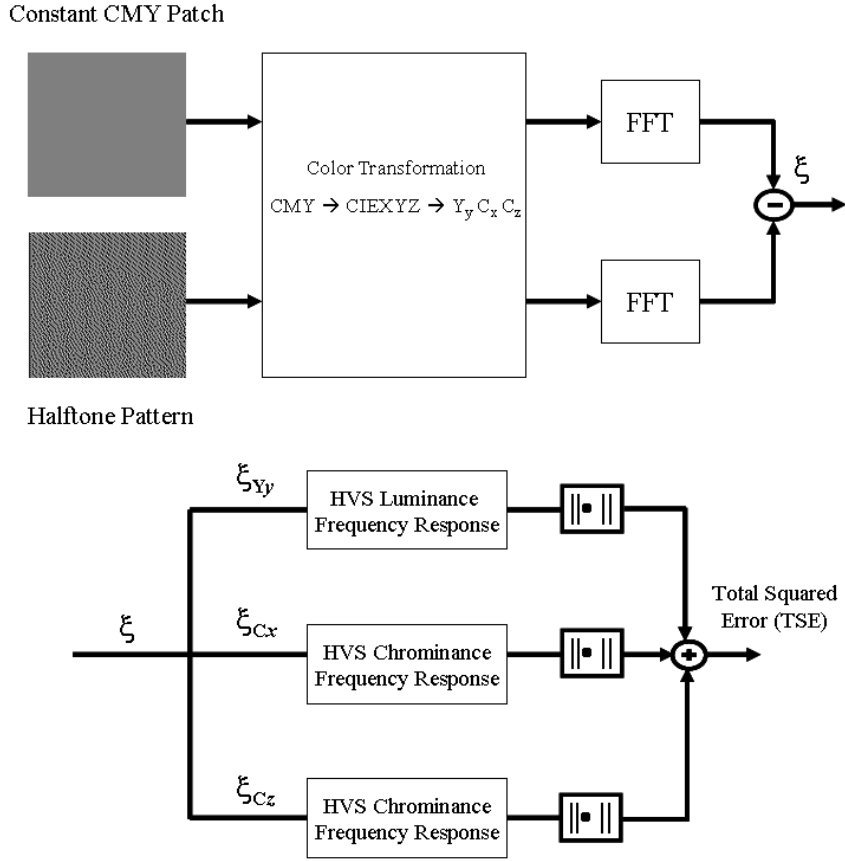 Constant CMY Patch
FFT
Color Transformation
CMY → CIEXYZ → Yy Cx Cz
ξ
−
FFT
Halftone Pattern
ξYy
HVS Luminance
Frequency Response
||• ||
Total Squared
Error (TSE)
ξ
ξCx
HVS Chrominance
Frequency Response
||• ||
+
ξCz
HVS Chrominance
Frequency Response
||• ||